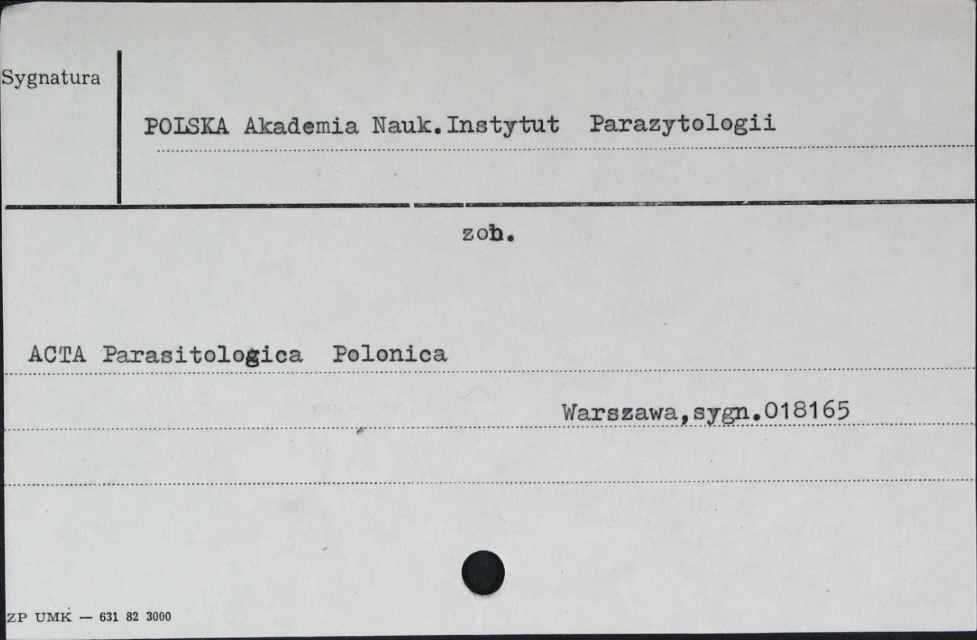 Sygnatura
POLSKA Akademia Nauk.Instytut Parazytologii
zob.
ACTA Parasitologica Polonica
Warszawa,sygn.018165
ZP UMK — 631 82 3000